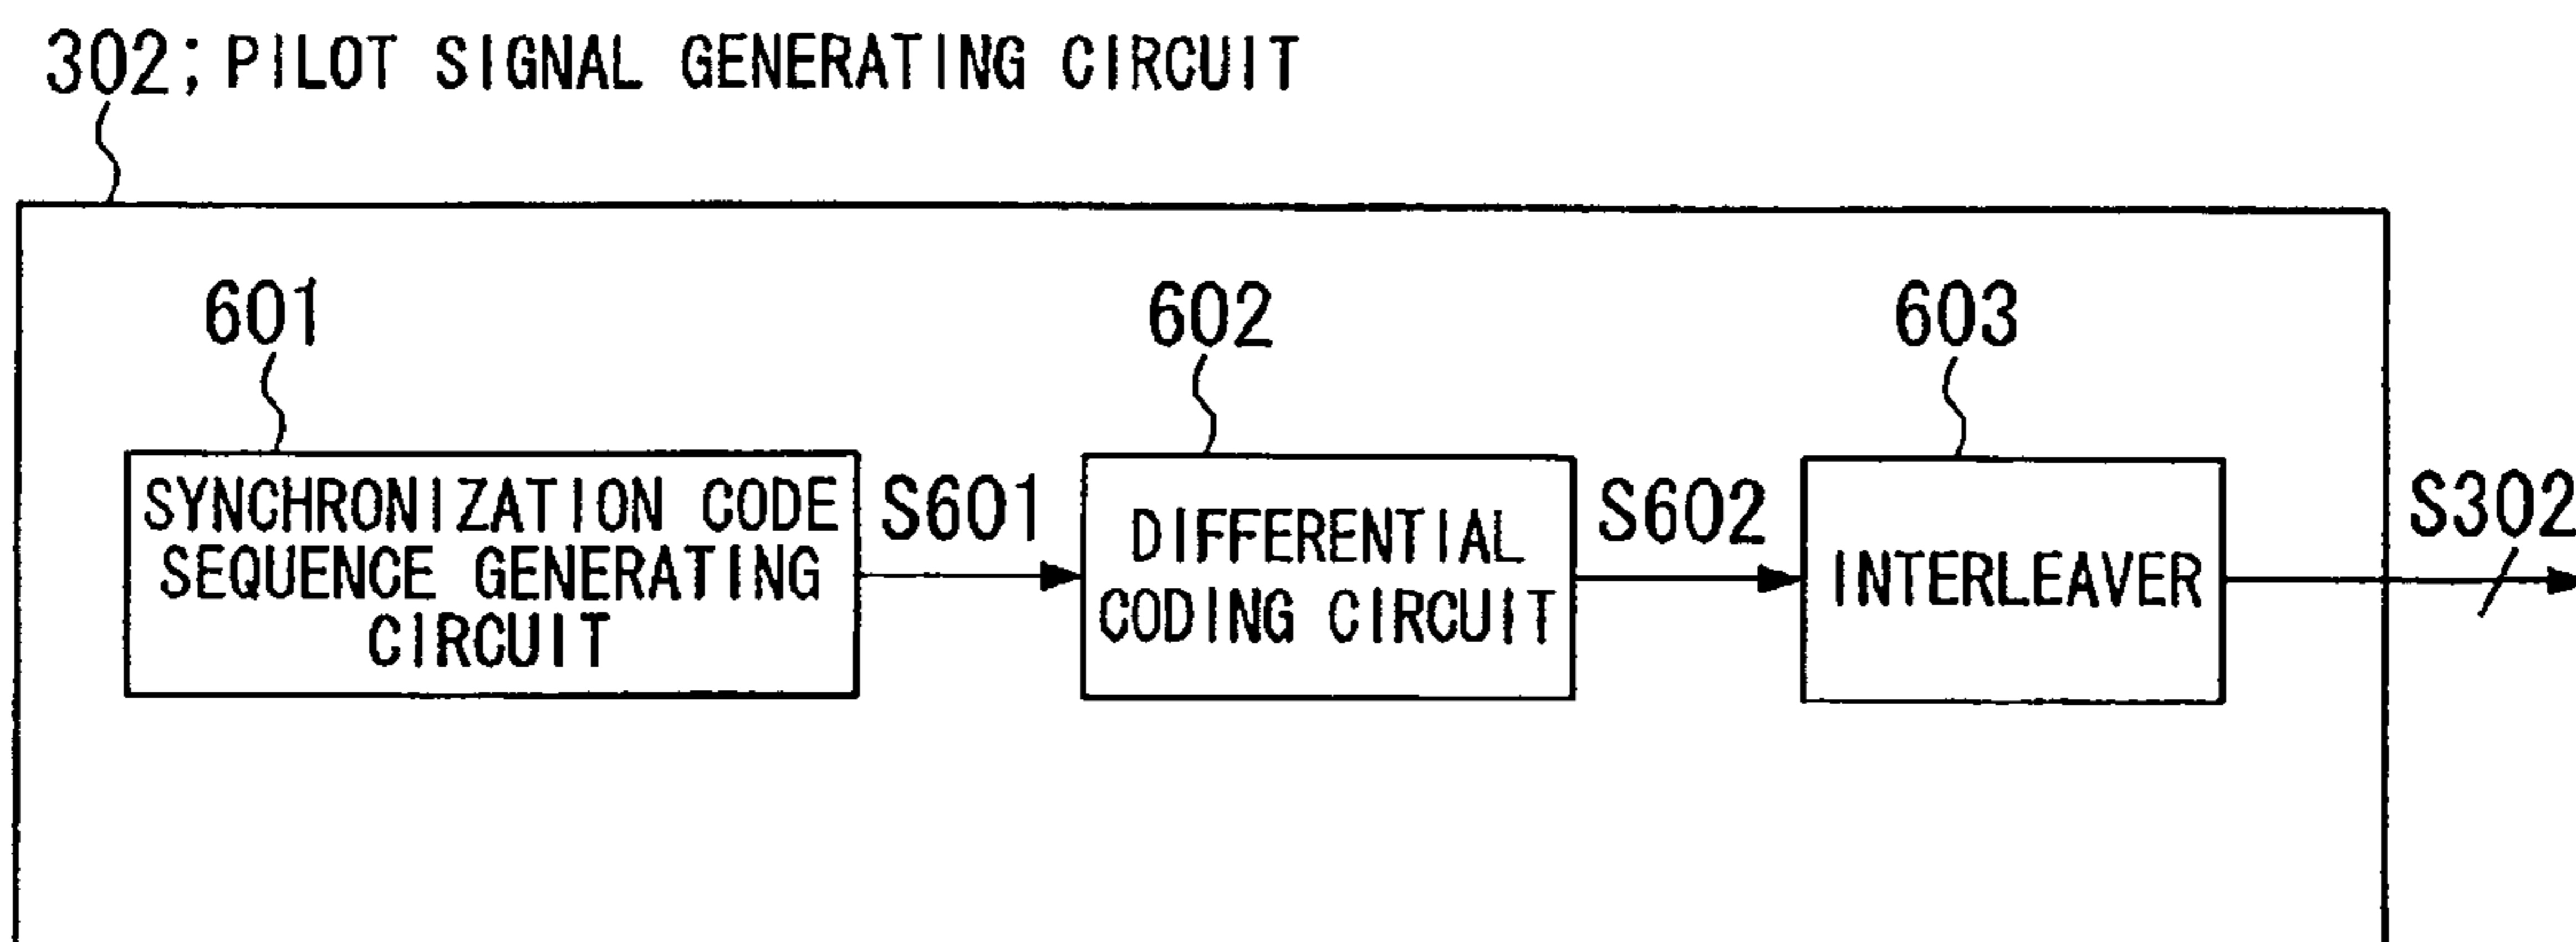 302; PILOT SIGNAL GENERATING CIRCUIT
601
602
603
SYNCHRONIZATION CODE
SEQUENCE GENERATING
CIRCUIT
S601
DIFFERENTIAL
CODING CIRCUIT
S602
INTERLEAVER
S302